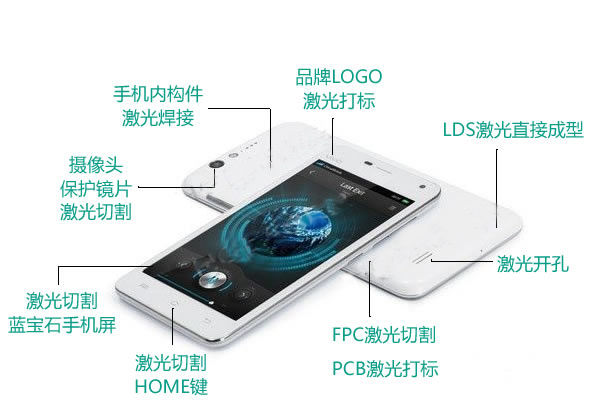 品牌LOGO
激光打标
手机内构件
激光焊接
LDS激光直接成型
摄像头
保护镜片
激光切割
Last Exit
激光开孔
激光切割
蓝宝石手机屏
FPC激光切割
PCB激光打标
激光切割
HOME键